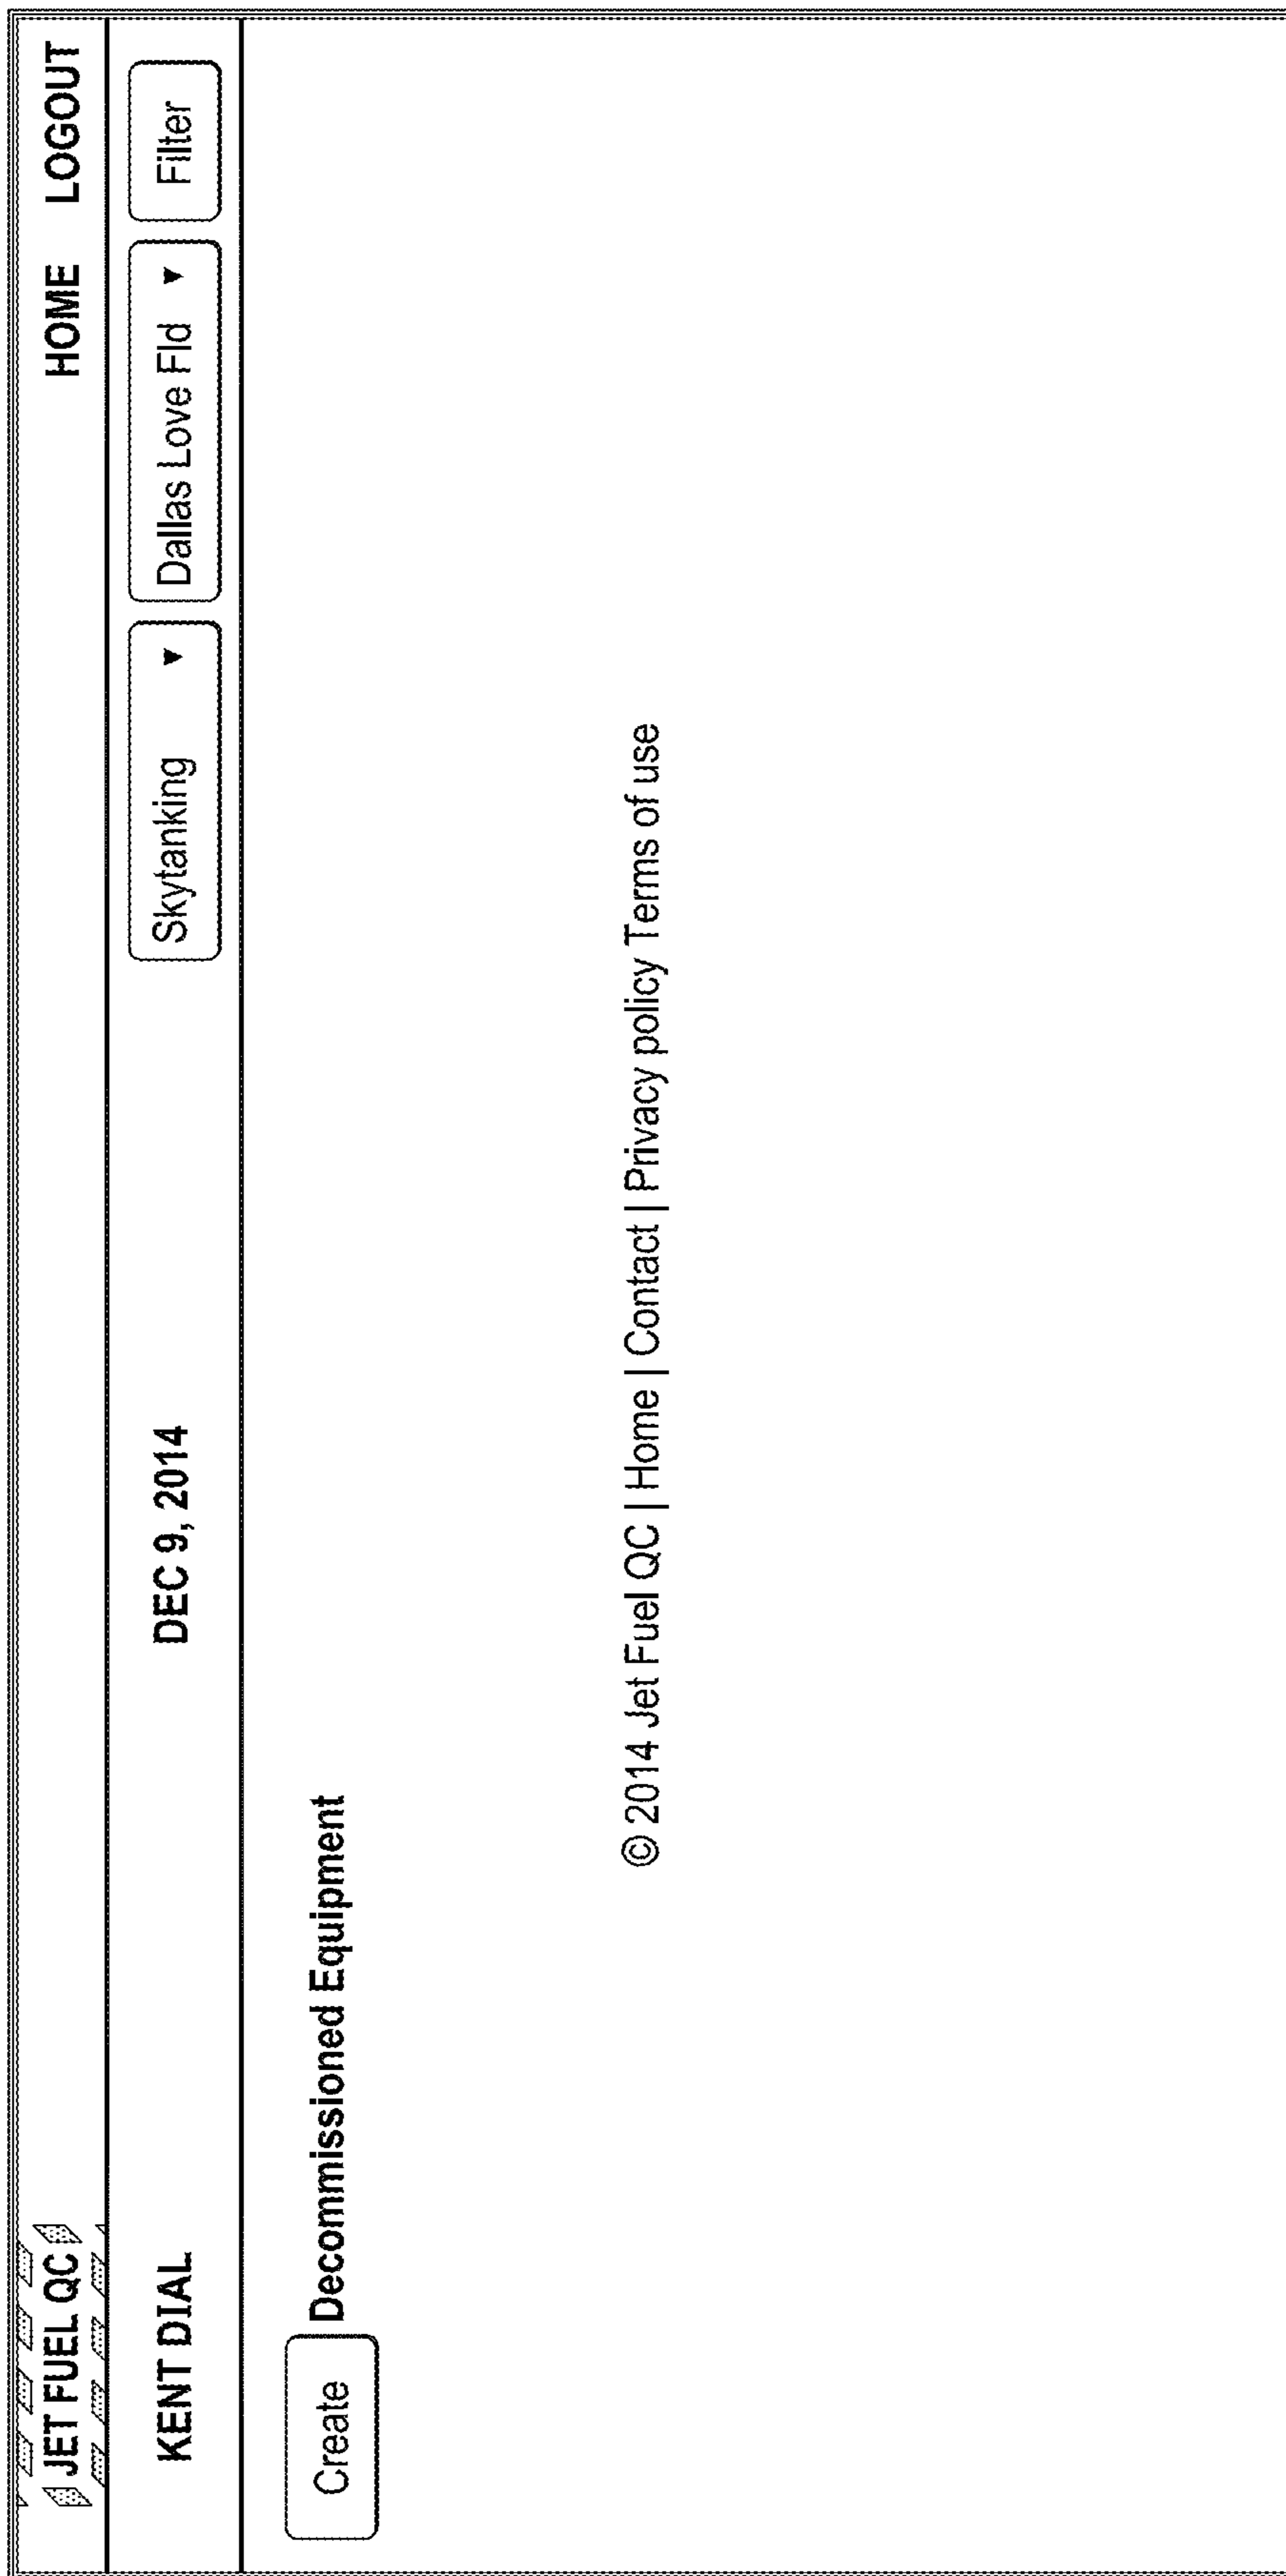 JET FUEL QC HOME LOGOUT
KENT DIAL DEC 9, 2014 Skytanking Dallas Love Fld Filter
Create Decommissioned Equipment
© 2014 Jet Fuel QC | Home | Contact | Privacy policy Terms of use